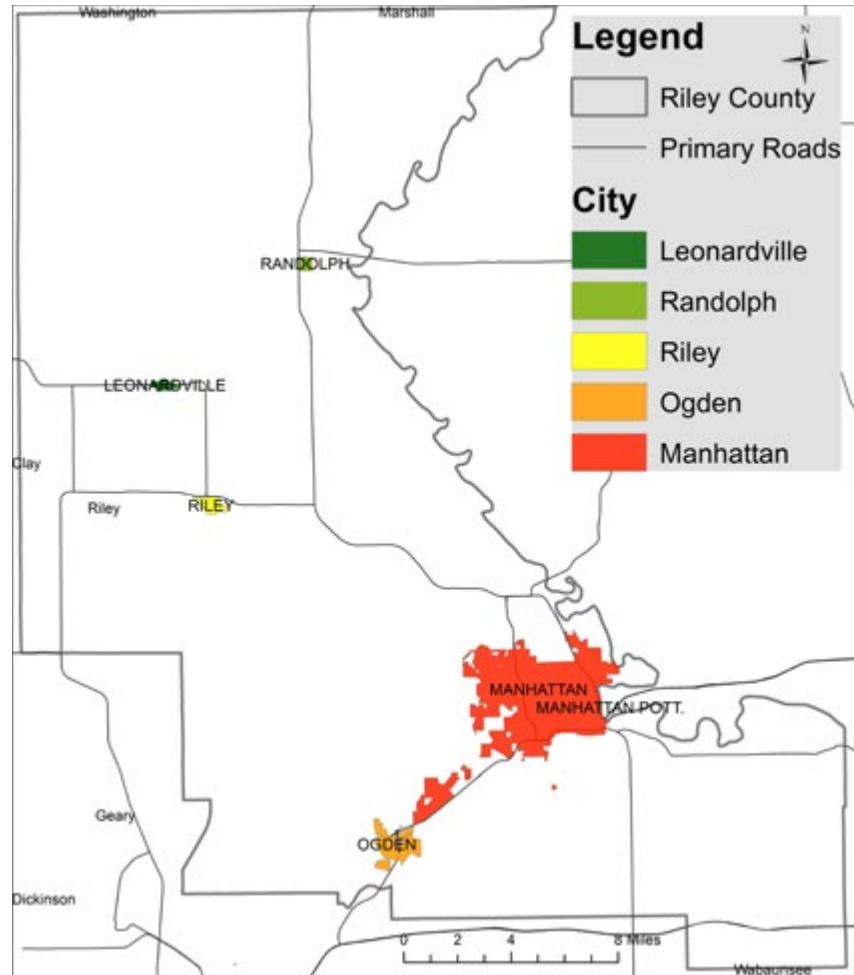 Washington
Marshall
Legend
N
Riley County
Primary Roads
City
Leonardville
Randolph
Riley
Ogden
Manhattan
RANDOLPH
LEONARDVILLE
Clay
Riley
RILEY
MANHATTAN
MANHATTAN POTT.
Geary
OGDEN
Dickinson
0 2 4 8 Miles
Wabaunsee